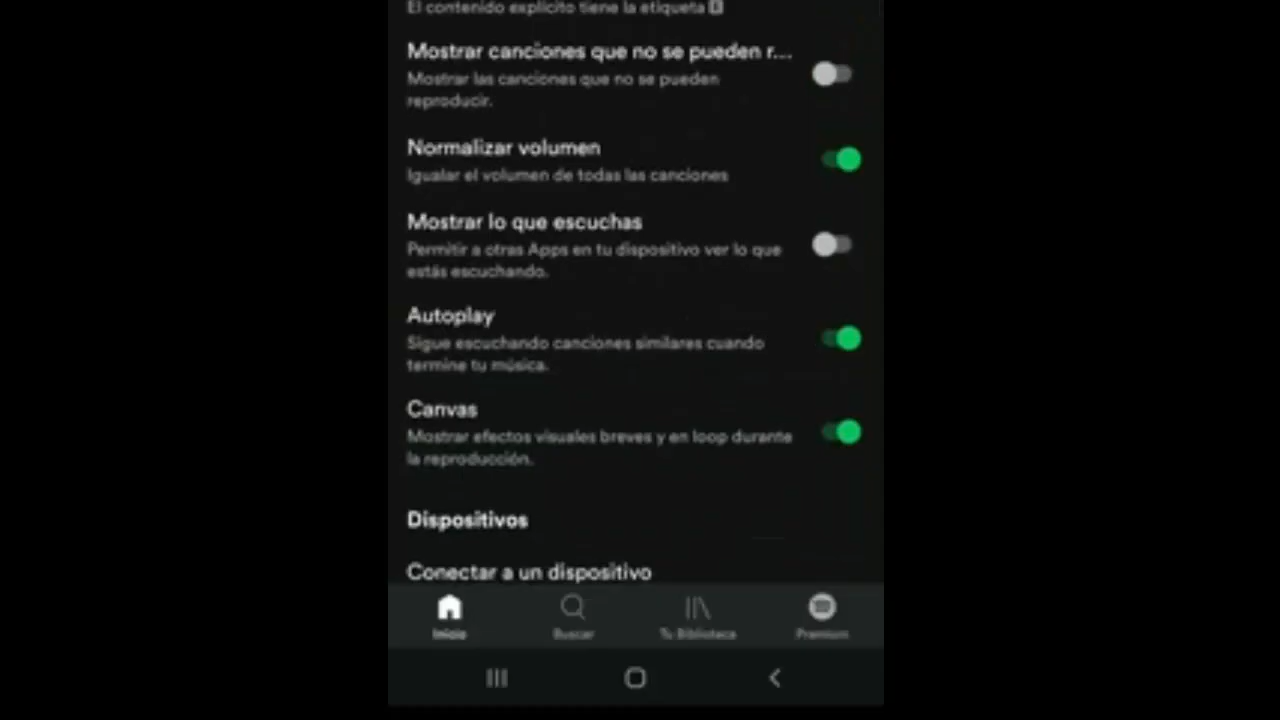 El contenido explícito tiene la etiqueta E
Mostrar canciones que no se pueden r...
Mostrar las canciones que no se pueden
reproducir.
Normalizar volumen
Igualar el volumen de todas las canciones
Mostrar lo que escuchas
Permitir a otras Apps en tu dispositivo ver lo que
estás escuchando.
Autoplay
Sigue escuchando canciones similares cuando
termine tu música.
Canvas
Mostrar efectos visuales breves y en loop durante
la reproducción.
Dispositivos
Conectar a un dispositivo
Inicio
Buscar
Tu Biblioteca
Premium